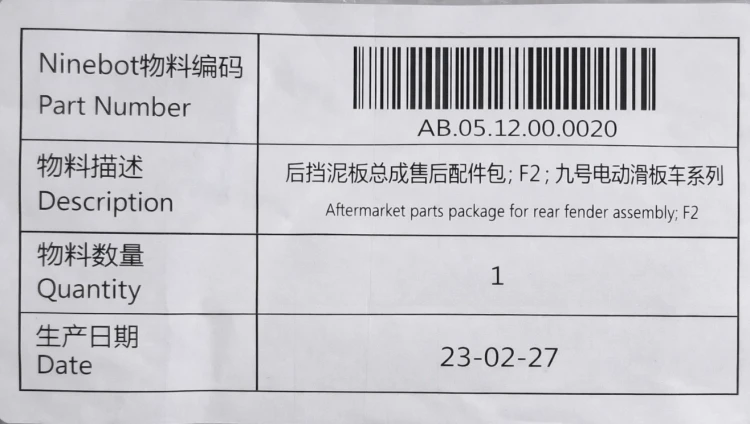 Ninebot物料编码
Part Number
AB.05.12.00.0020
物料描述
Description
后挡泥板总成售后配件包; F2; 九号电动滑板车系列
Aftermarket parts package for rear fender assembly; F2
物料数量
Quantity
1
生产日期
Date
23-02-27